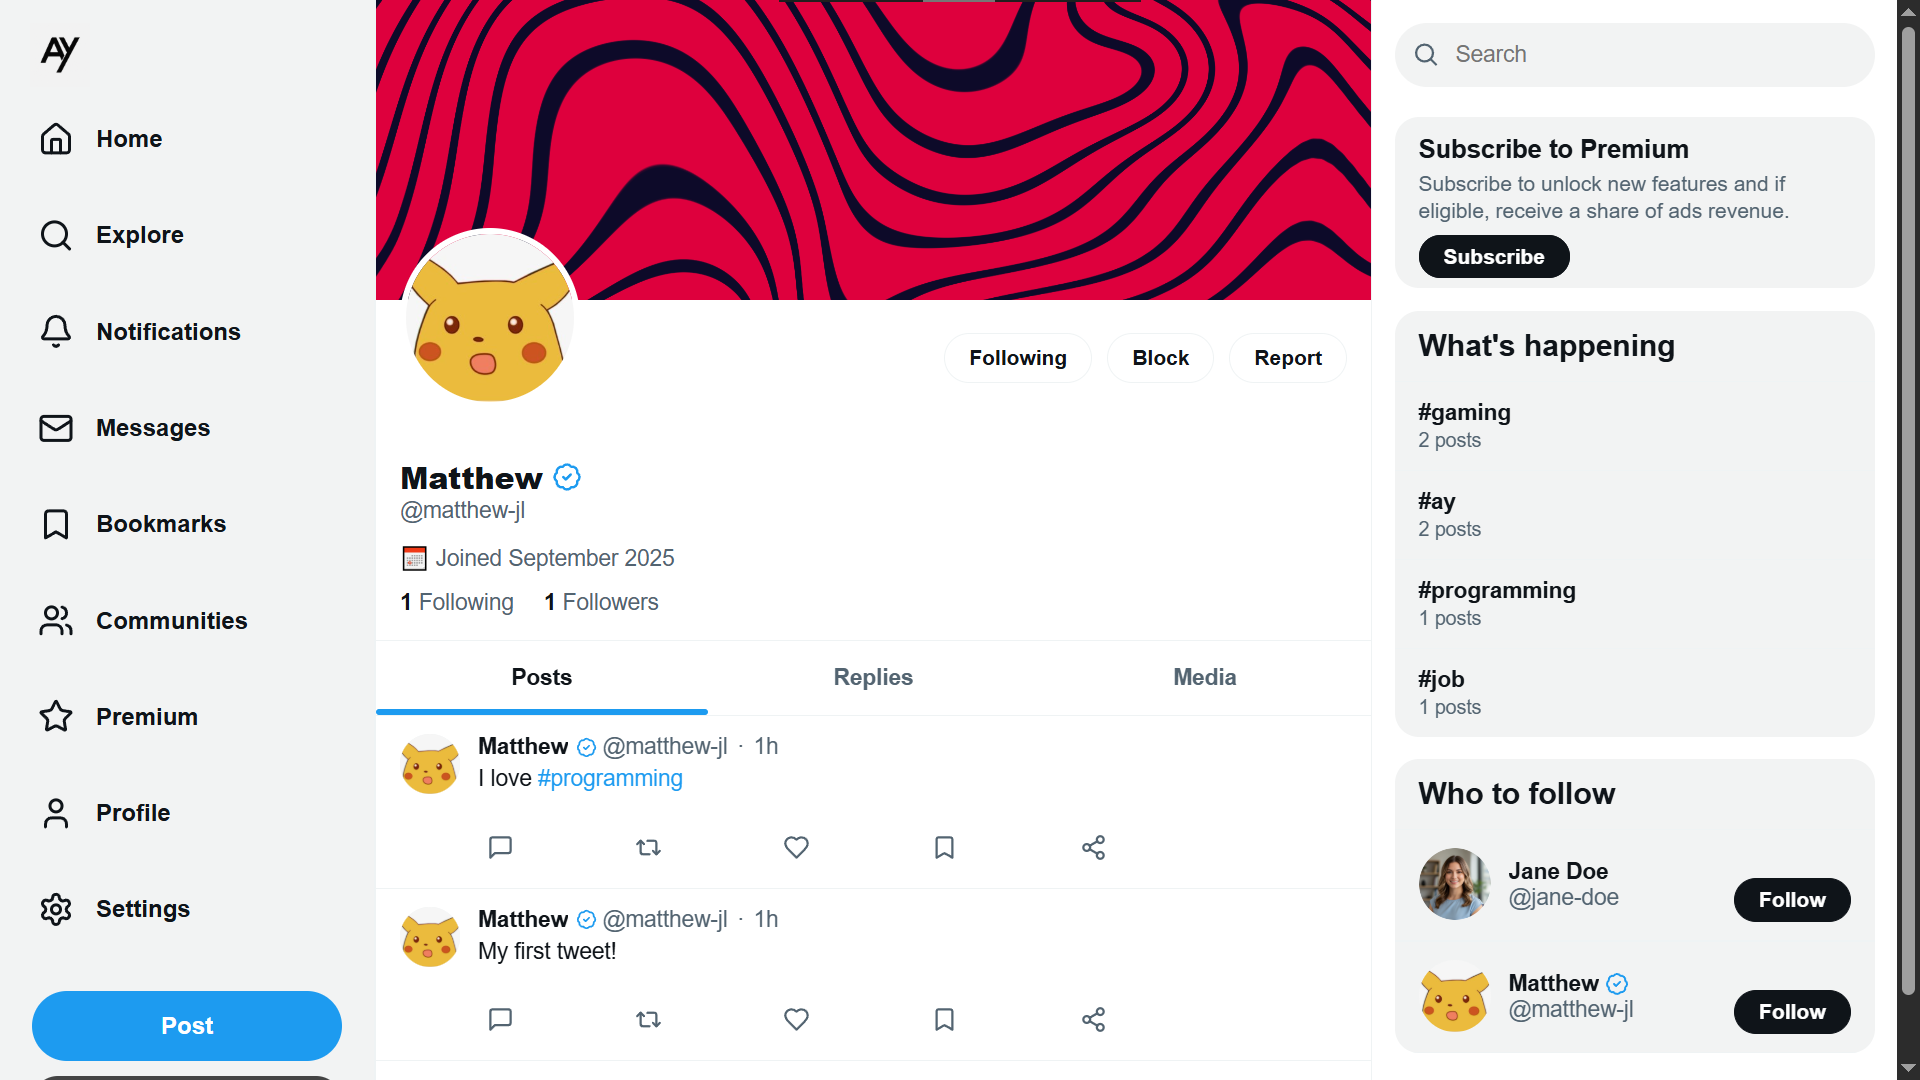 AY
Home
Explore
Notifications
Messages
Bookmarks
Communities
Premium
Profile
Settings
Post
Following
Block
Report
Matthew
@matthew-jl
Joined September 2025
1 Following 1 Followers
Posts
Replies
Media
Matthew @matthew-jl · 1h
I love #programming
Matthew @matthew-jl · 1h
My first tweet!
Search
Subscribe to Premium
Subscribe to unlock new features and if
eligible, receive a share of ads revenue.
Subscribe
What's happening
#gaming
2 posts
#ay
2 posts
#programming
1 posts
#job
1 posts
Who to follow
Jane Doe
@jane-doe
Follow
Matthew
@matthew-jl
Follow